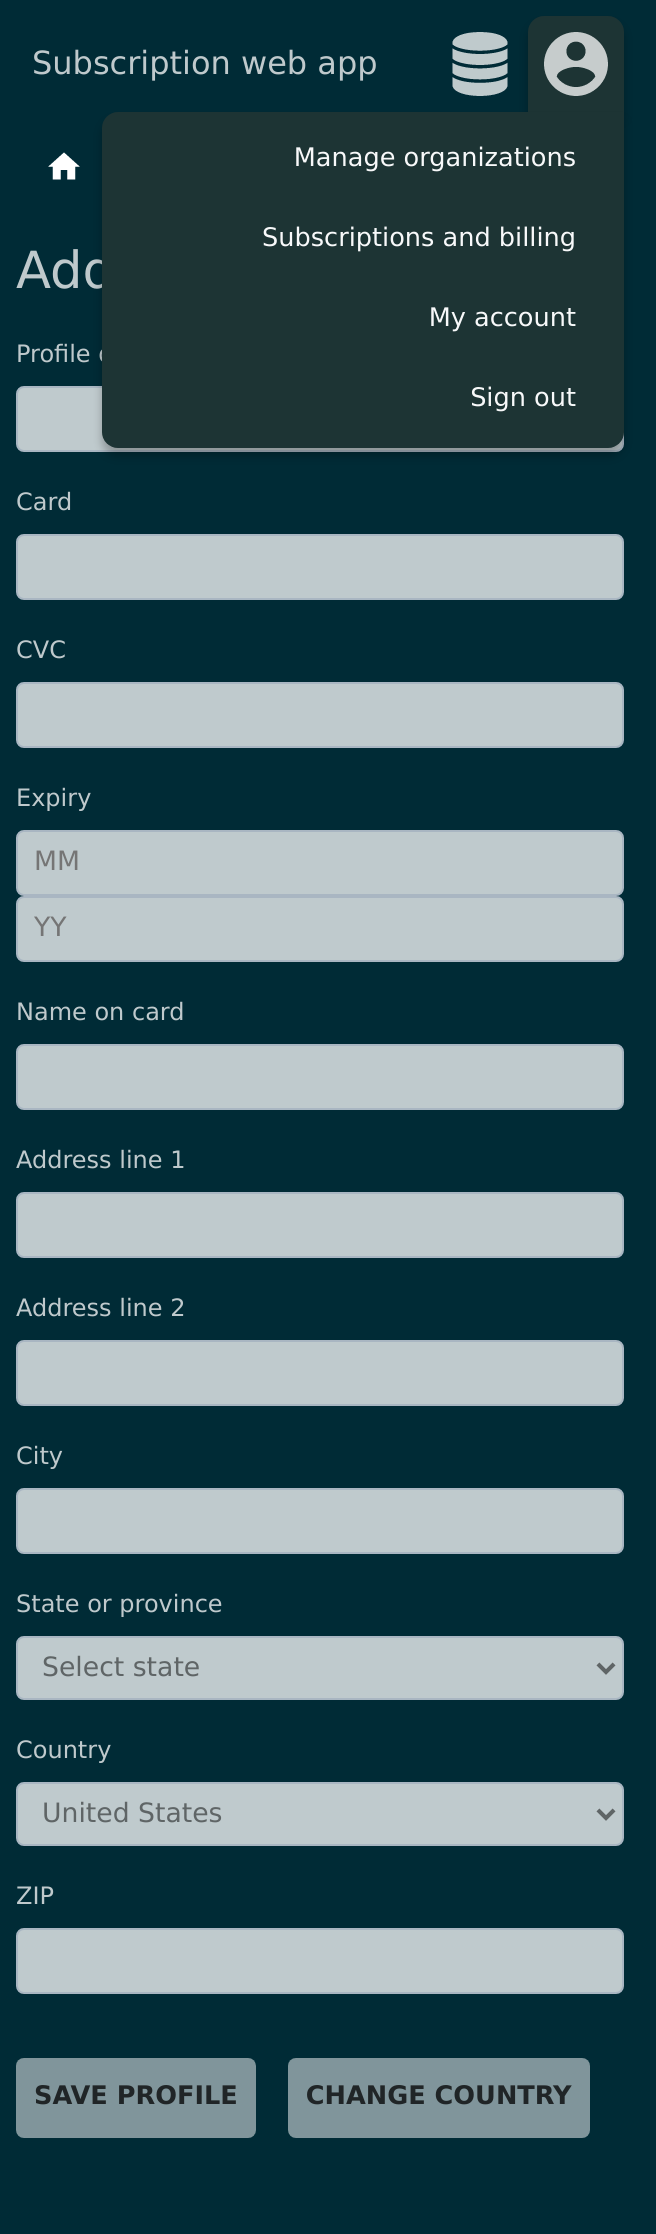 Subscription web app
Manage organizations
Subscriptions and billing
My account
Sign out
Add
Profile
Card
CVC
Expiry
MM
YY
Name on card
Address line 1
Address line 2
City
State or province
Select state
Country
United States
ZIP
SAVE PROFILE CHANGE COUNTRY